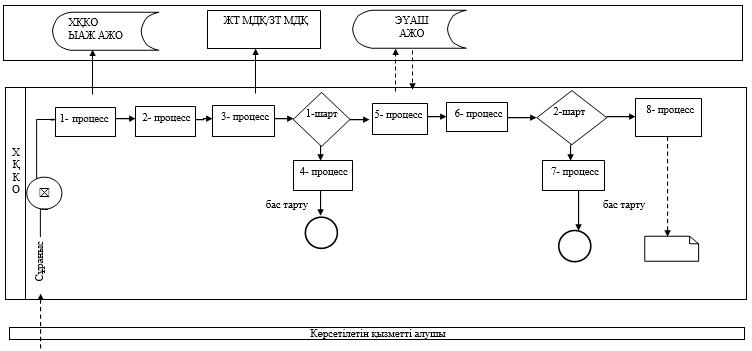 ХҚКО
ЫАЖ АЖО
ЖТ МДҚ/ЗТ МДҚ
ЭҮАШ
АЖО
Х
Қ
К
О
1- процесс
2- процесс
3- процесс
1-шарт
5- процесс
6- процесс
2-шарт
8- процесс
4- процесс
7- процесс
бас тарту
бас тарту
Сұраныс
Көрсетілетін қызметті алушы